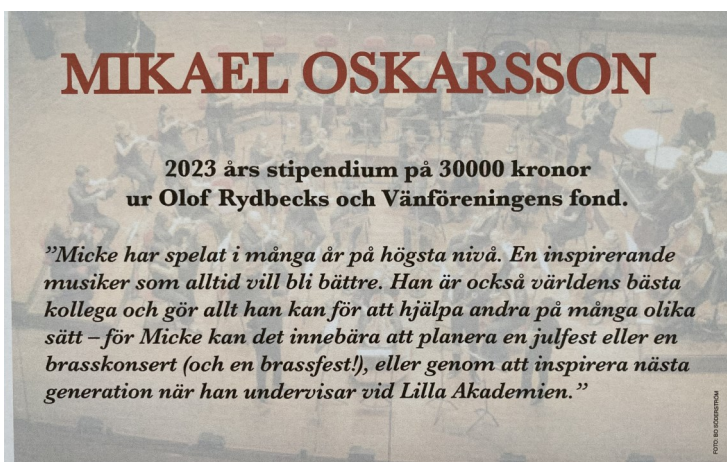 MIKAEL OSKARSSON
2023 års stipendium på 30000 kronor
ur Olof Rydbecks och Vänföreningens fond.
”Micke har spelat i många år på högsta nivå. En inspirerande
musiker som alltid vill bli bättre. Han är också världens bästa
kollega och gör allt han kan för att hjälpa andra på många olika
sätt – för Micke kan det innebära att planera en julfest eller en
brasskonsert (och en brassfest!), eller genom att inspirera nästa
generation när han undervisar vid Lilla Akademien.”
FOTO: BO SÖDERSTRÖM